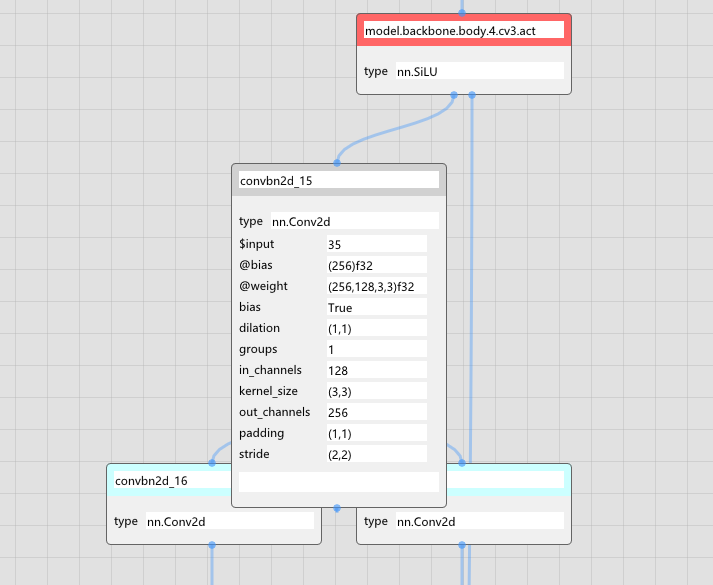 model.backbone.body.4.cv3.act
type nn.SiLU
convbn2d_15
type nn.Conv2d
$input 35
@bias (256)f32
@weight (256,128,3,3)f32
bias True
dilation (1,1)
groups 1
in_channels 128
kernel_size (3,3)
out_channels 256
padding (1,1)
stride (2,2)
convbn2d_16
type nn.Conv2d
type nn.Conv2d